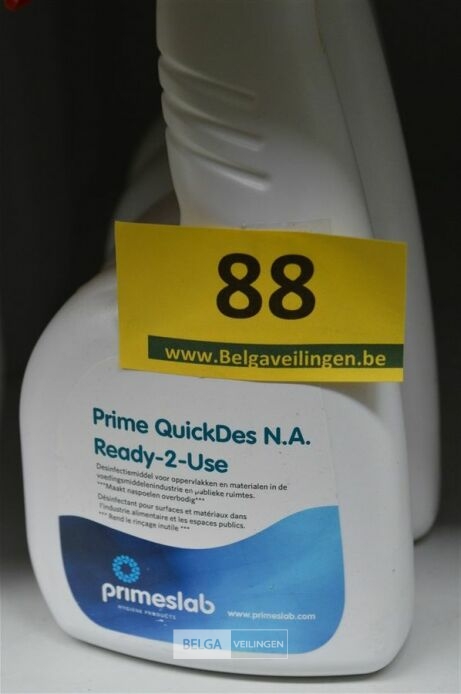 88
www.Belgaveilingen.be
Prime QuickDes N.A.
Ready-2-Use
Desinfectiemiddel voor oppervlakken en materialen in de
voedingsmiddelenindustrie en publieke ruimtes.
***Maakt naspoelen overbodig***
Désinfectant pour surfaces et matériaux dans
l'industrie alimentaire et les espaces publics.
*** Rend le rinçage inutile ***
primeslab
HYGIENE PRODUCTS
www.primeslab.com
BELGA VEILINGEN